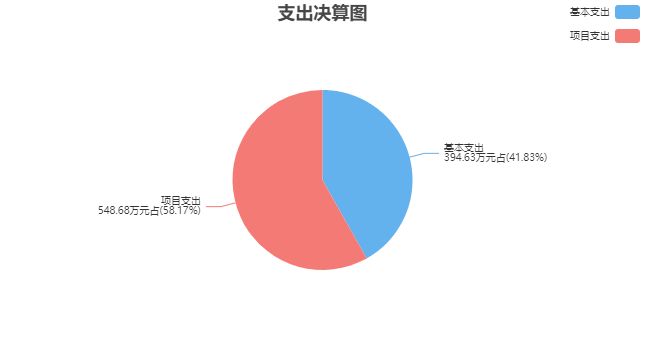 支出决算图
基本支出
项目支出
基本支出
394.63万元占(41.83%)
项目支出
548.68万元占(58.17%)